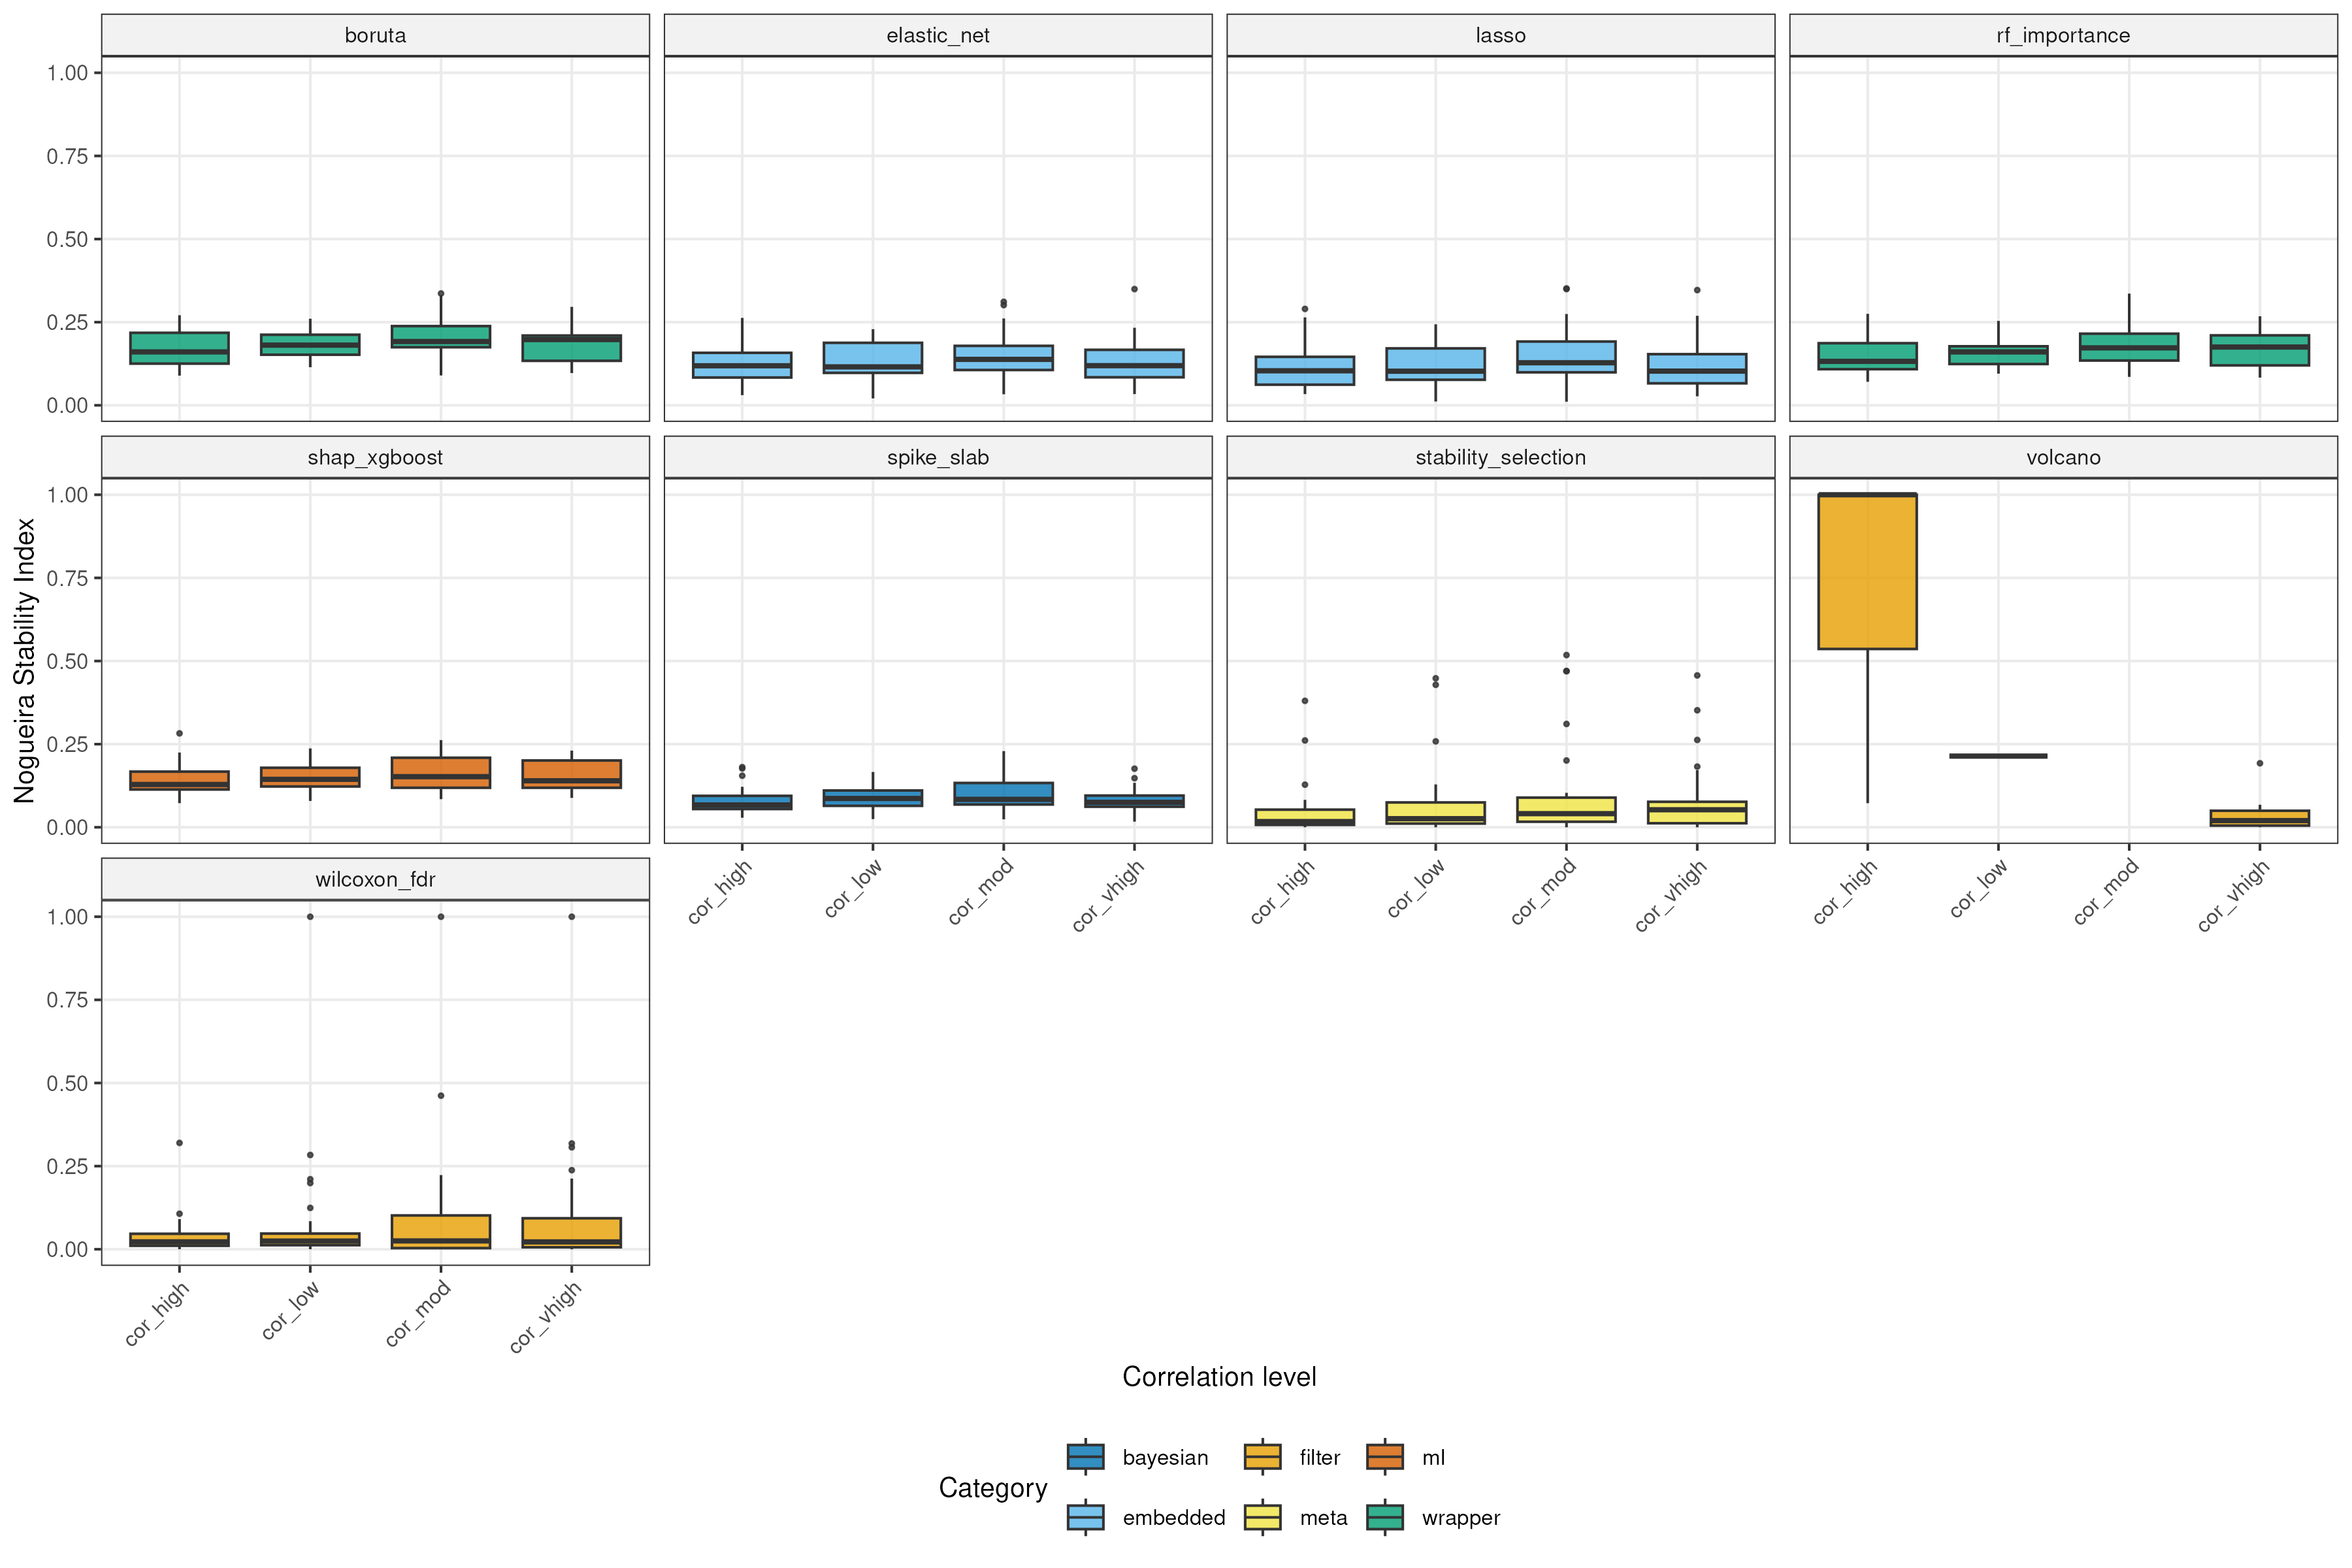 boruta
elastic_net
lasso
rf_importance
1.00
0.75
0.50
0.25
0.00
shap_xgboost
spike_slab
stability_selection
volcano
1.00
0.75
0.50
0.25
0.00
Nogueira Stability Index
cor_high
cor_low
cor_mod
cor_vhigh
cor_high
cor_low
cor_mod
cor_vhigh
cor_high
cor_low
cor_mod
cor_vhigh
wilcoxon_fdr
1.00
0.75
0.50
0.25
0.00
cor_high
cor_low
cor_mod
cor_vhigh
Correlation level
Category
bayesian
filter
ml
embedded
meta
wrapper